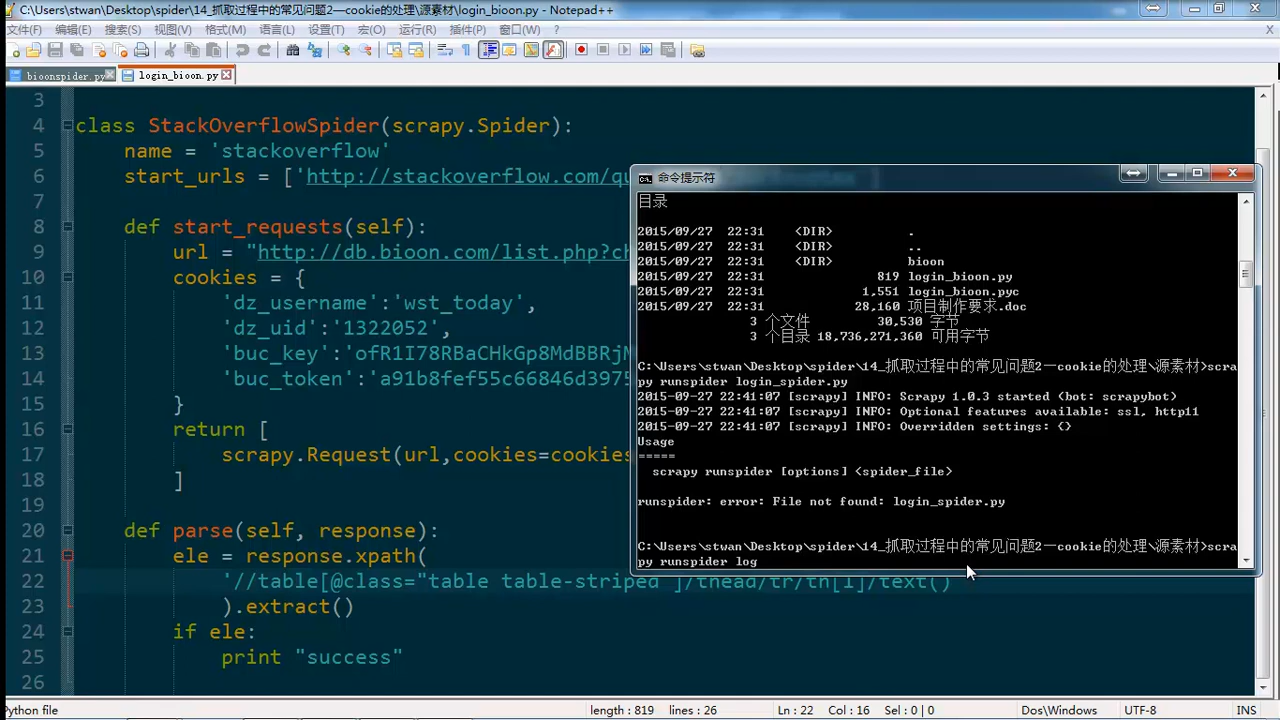 C:\Users\stwan\Desktop\spider\14_抓取过程中的常见问题2—cookie的处理\源素材\login_bioon.py - Notepad++
文件(F) 编辑(E) 搜索(S) 视图(V) 格式(M) 语言(L) 设置(T) 宏(O) 运行(R) 插件(P) 窗口(W) ?
bioonspider.py login_bioon.py
3
4 class StackOverflowSpider(scrapy.Spider):
5 name = 'stackoverflow'
6 start_urls = ['http://stackoverflow.com/qu
7
8 def start_requests(self):
9 url = "http://db.bioon.com/list.php?ch
10 cookies = {
11 'dz_username':'wst_today',
12 'dz_uid':'1322052',
13 'buc_key':'ofR1I78RBaCHkGp8MdBBRjM
14 'buc_token':'a91b8fef55c66846d3975
15 }
16 return [
17 scrapy.Request(url,cookies=cookies
18 ]
19
20 def parse(self, response):
21 ele = response.xpath(
22 '//table[@class="table table-striped"]/thead/tr/th[1]/text()
23 ).extract()
24 if ele:
25 print "success"
26
命令提示符
目录
2015/09/27 22:31 <DIR> .
2015/09/27 22:31 <DIR> ..
2015/09/27 22:31 <DIR> bioon
2015/09/27 22:31 819 login_bioon.py
2015/09/27 22:31 1,551 login_bioon.pyc
2015/09/27 22:31 28,160 项目制作要求.doc
3 个文件 30,530 字节
3 个目录 18,736,271,360 可用字节
C:\Users\stwan\Desktop\spider\14_抓取过程中的常见问题2—cookie的处理\源素材>scra
py runspider login_spider.py
2015-09-27 22:41:07 [scrapy] INFO: Scrapy 1.0.3 started (bot: scrapybot)
2015-09-27 22:41:07 [scrapy] INFO: Optional features available: ssl, http11
2015-09-27 22:41:07 [scrapy] INFO: Overridden settings: {}
Usage
=====
scrapy runspider [options] <spider_file>
runspider: error: File not found: login_spider.py
C:\Users\stwan\Desktop\spider\14_抓取过程中的常见问题2—cookie的处理\源素材>scra
py runspider log
Python file length : 819 lines : 26 Ln : 22 Col : 16 Sel : 0 | 0 Dos\Windows UTF-8 INS